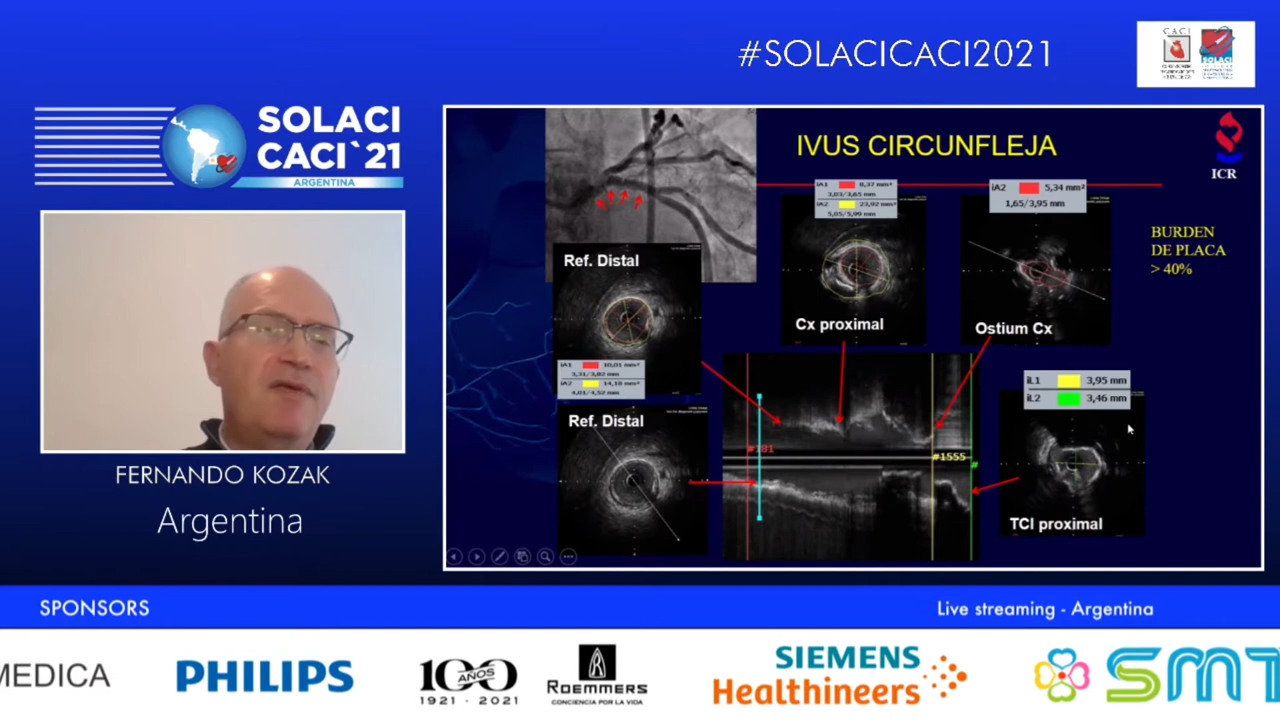 #SOLACICACI2021
CACI
SOLACI
SOLACI
CACI`21
ARGENTINA
IVUS CIRCUNFLEJA
ICR
iA1 8,37 mm²
3,03/3,65 mm
iA2 23,92 mm²
5,05/5,99 mm
iA2 5,34 mm²
1,65/3,95 mm
BURDEN
DE PLACA
> 40%
Ref. Distal
Cx proximal
Ostium Cx
iA1 10,01 mm²
3,31/3,82 mm
iA2 14,18 mm²
4,01/4,52 mm
iL1 3,95 mm
iL2 3,46 mm
Ref. Distal
#181
#1555
#
TCI proximal
FERNANDO KOZAK
Argentina
SPONSORS
Live streaming - Argentina
MEDICA
PHILIPS
100
AÑOS
1921 · 2021
ROEMMERS
CONCIENCIA POR LA VIDA
SIEMENS
Healthineers
SMT